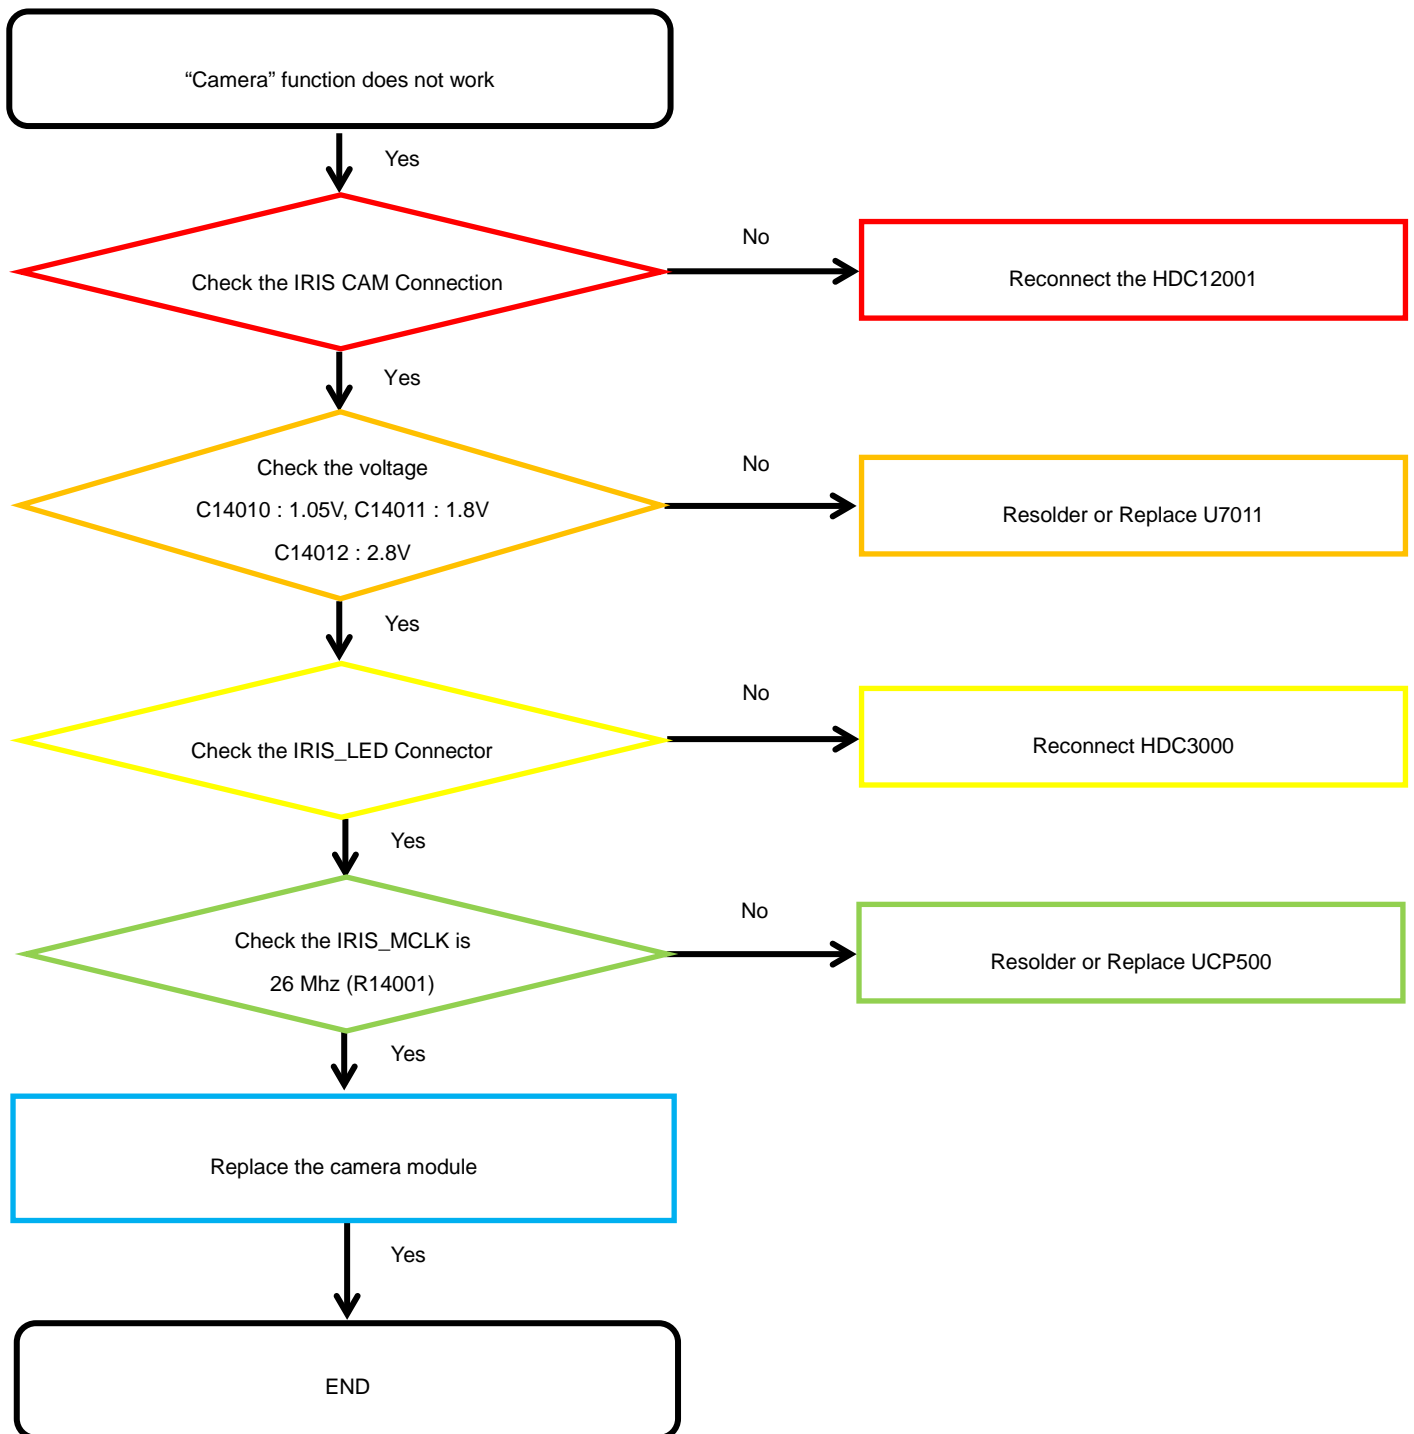 “Camera” function does not work
Yes
Check the IRIS CAM Connection
No
Reconnect the HDC12001
Yes
Check the voltage
C14010 : 1.05V, C14011 : 1.8V
C14012 : 2.8V
No
Resolder or Replace U7011
Yes
Check the IRIS_LED Connector
No
Reconnect HDC3000
Yes
Check the IRIS_MCLK is
26 Mhz (R14001)
No
Resolder or Replace UCP500
Yes
Replace the camera module
Yes
END